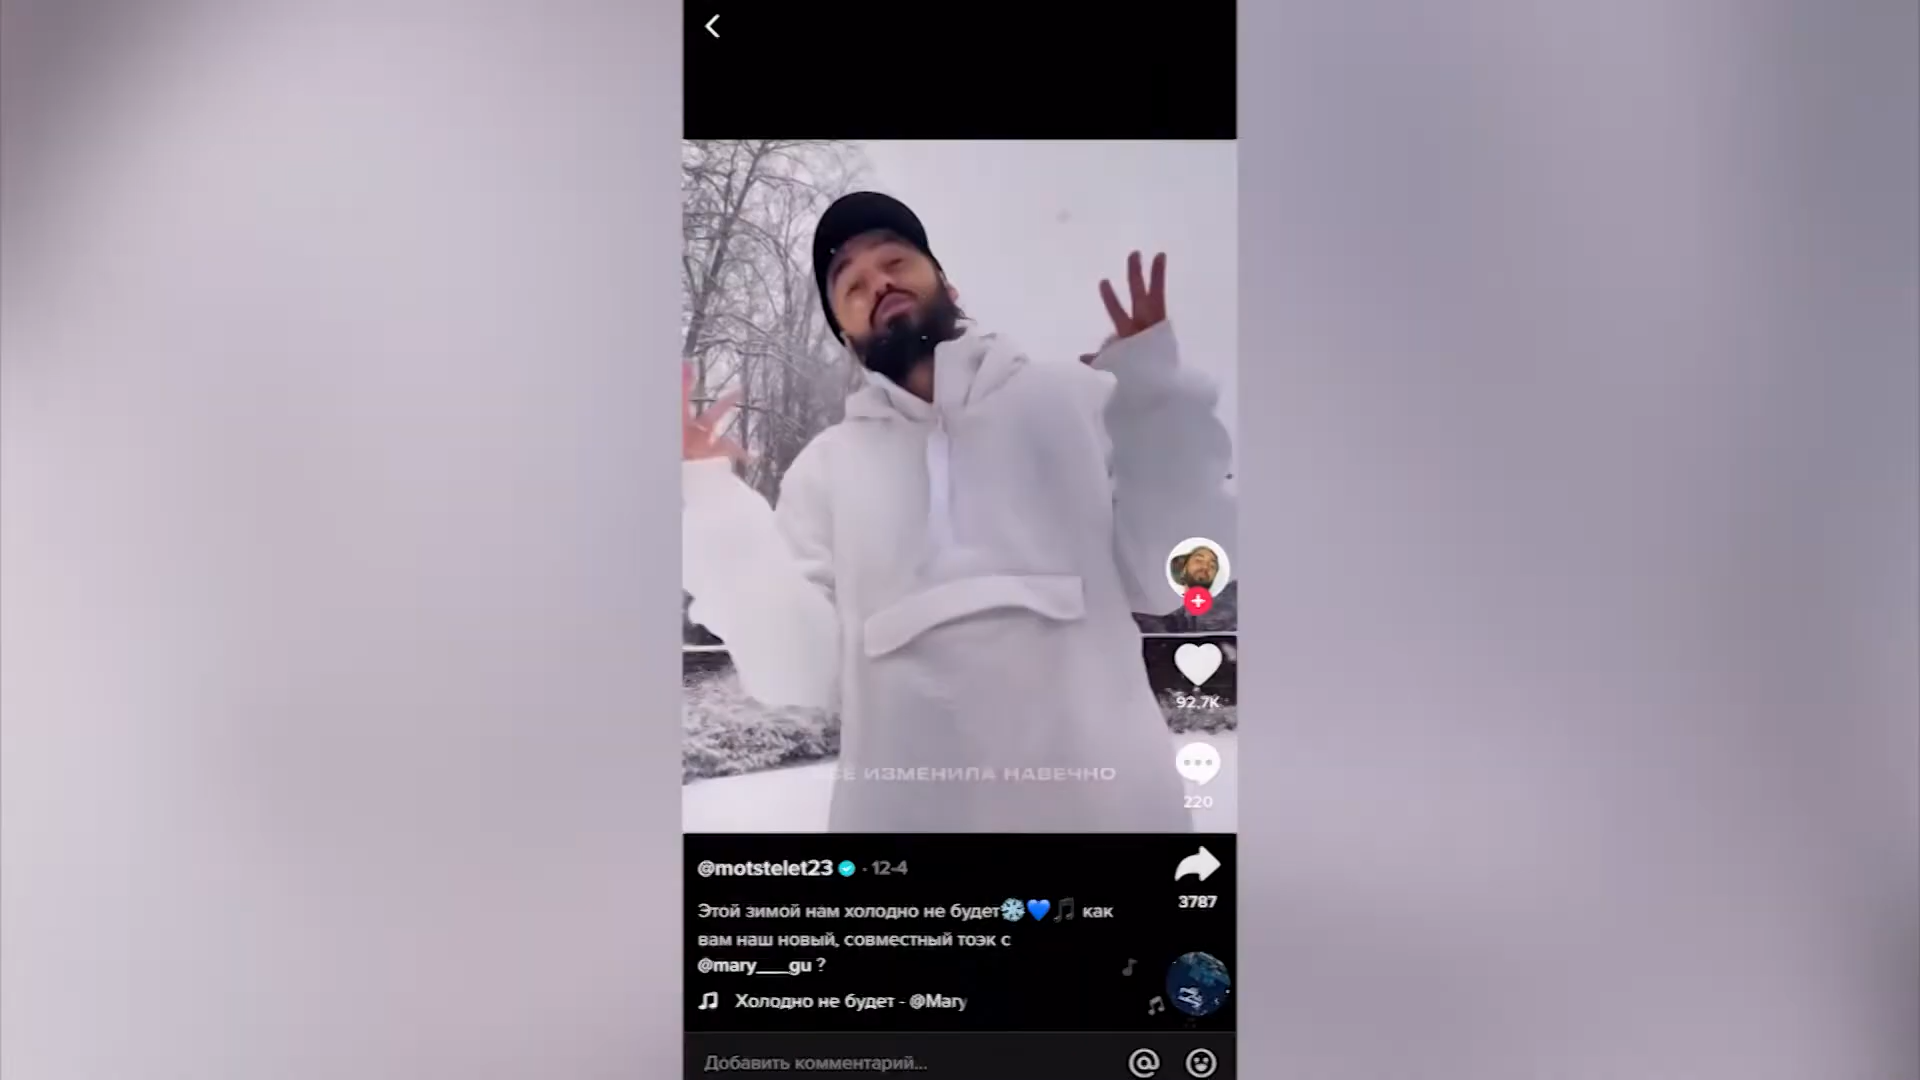 ВСЕ ИЗМЕНИЛА НАВЕЧНО
92.7K
220
@motstelet23 · 12-4
3787
Этой зимой нам холодно не будет❄️💙🎵 как
вам наш новый, совместный тоэк с
@mary___gu ?
Холодно не будет - @Mary
Добавить комментарий...